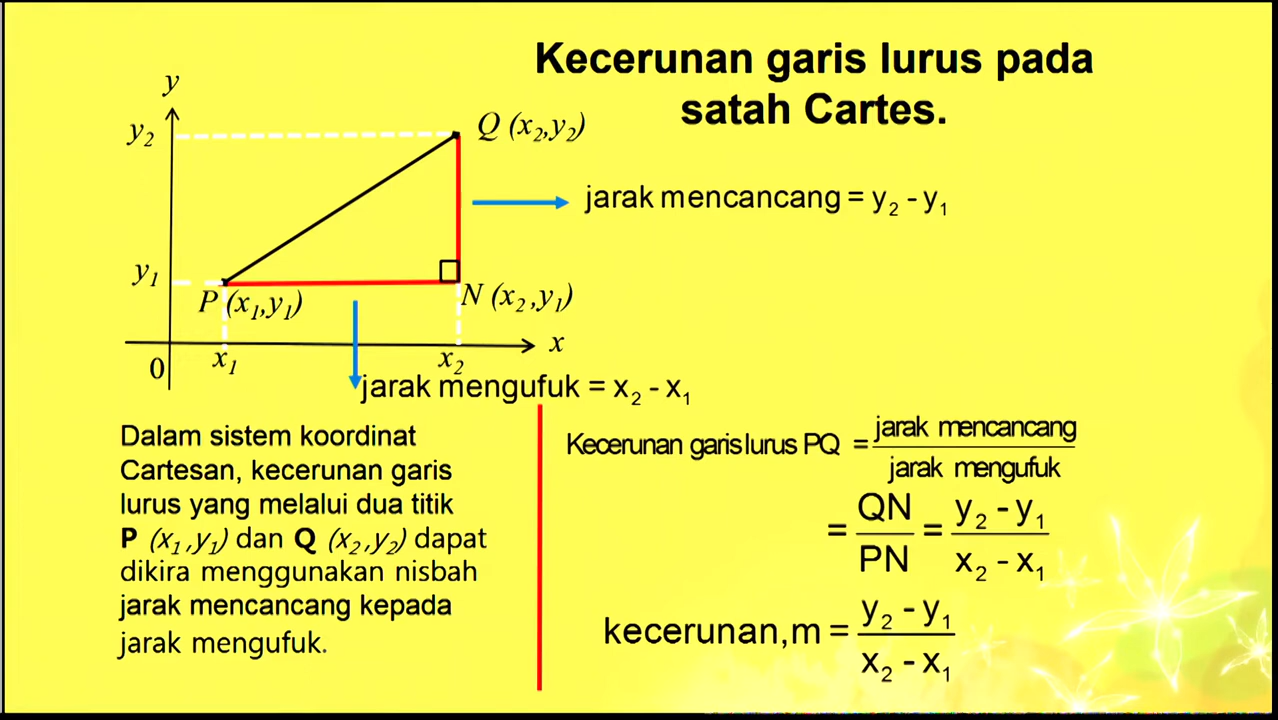 Kecerunan garis lurus pada
satah Cartes.
y
y₂
Q (x₂,y₂)
jarak mencancang = y₂ - y₁
y₁
P (x₁,y₁)
N (x₂,y₁)
x
0
x₁
x₂
jarak mengufuk = x₂ - x₁
Dalam sistem koordinat
Cartesan, kecerunan garis
lurus yang melalui dua titik
P (x₁,y₁) dan Q (x₂,y₂) dapat
dikira menggunakan nisbah
jarak mencancang kepada
jarak mengufuk.
Kecerunan garis lurus PQ = jarak mencancang
jarak mengufuk
= QN = y₂ - y₁
PN x₂ - x₁
kecerunan,m = y₂ - y₁
x₂ - x₁